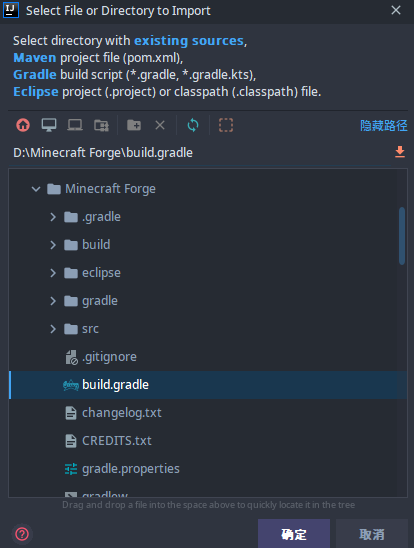 Select File or Directory to Import
Select directory with existing sources,
Maven project file (pom.xml),
Gradle build script (*.gradle, *.gradle.kts),
Eclipse project (.project) or classpath (.classpath) file.
隐藏路径
D:\Minecraft Forge\build.gradle
Minecraft Forge
.gradle
build
eclipse
gradle
src
.gitignore
build.gradle
changelog.txt
CREDITS.txt
gradle.properties
gradlew
Drag and drop a file into the space above to quickly locate it in the tree
确定
取消